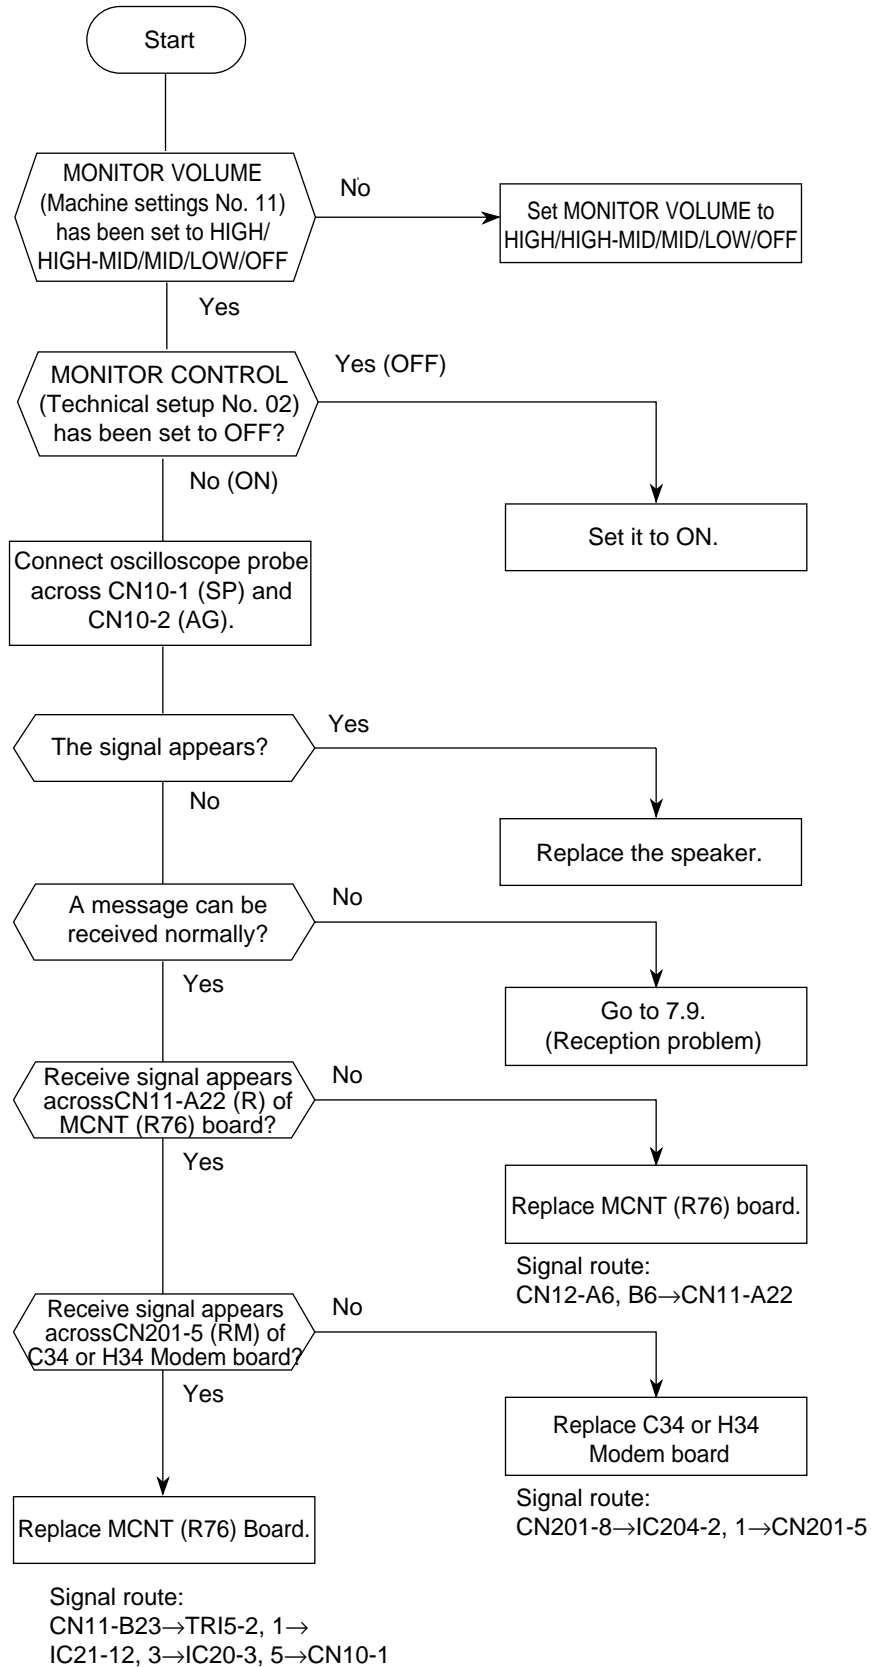 Start
MONITOR VOLUME
(Machine settings No. 11)
has been set to HIGH/
HIGH-MID/MID/LOW/OFF
No
Set MONITOR VOLUME to
HIGH/HIGH-MID/MID/LOW/OFF
Yes
MONITOR CONTROL
(Technical setup No. 02)
has been set to OFF?
Yes (OFF)
No (ON)
Set it to ON.
Connect oscilloscope probe
across CN10-1 (SP) and
CN10-2 (AG).
The signal appears?
Yes
No
Replace the speaker.
A message can be
received normally?
No
Yes
Go to 7.9.
(Reception problem)
Receive signal appears
acrossCN11-A22 (R) of
MCNT (R76) board?
No
Yes
Replace MCNT (R76) board.
Signal route:
CN12-A6, B6→CN11-A22
Receive signal appears
acrossCN201-5 (RM) of
C34 or H34 Modem board?
No
Yes
Replace C34 or H34
Modem board
Signal route:
CN201-8→IC204-2, 1→CN201-5
Replace MCNT (R76) Board.
Signal route:
CN11-B23→TRI5-2, 1→
IC21-12, 3→IC20-3, 5→CN10-1